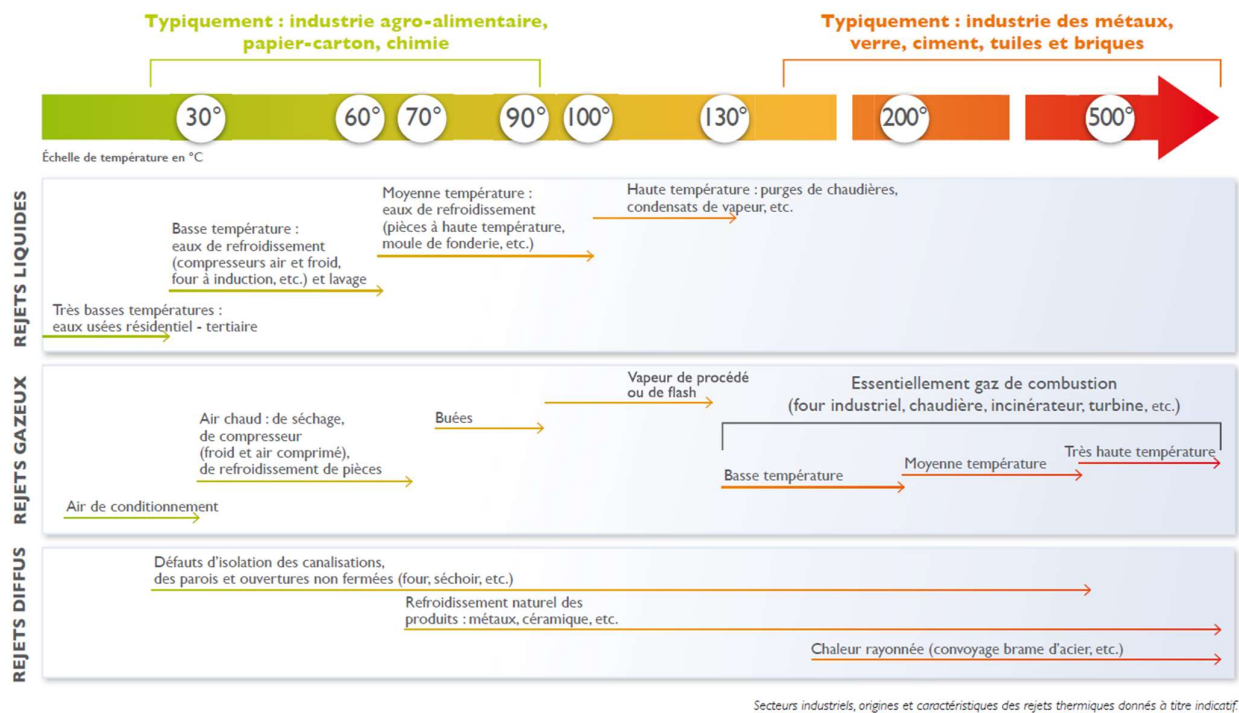 Typiquement : industrie agro-alimentaire,
papier-carton, chimie
Typiquement : industrie des métaux,
verre, ciment, tuiles et briques
30° 60° 70° 90° 100° 130° 200° 500°
Échelle de température en °C
REJETS LIQUIDES
Très basses températures :
eaux usées résidentiel - tertiaire
Basse température :
eaux de refroidissement
(compresseurs air et froid,
four à induction, etc.) et lavage
Moyenne température :
eaux de refroidissement
(pièces à haute température,
moule de fonderie, etc.)
Haute température : purges de chaudières,
condensats de vapeur, etc.
REJETS GAZEUX
Air de conditionnement
Air chaud : de séchage,
de compresseur
(froid et air comprimé),
de refroidissement de pièces
Buées
Vapeur de procédé
ou de flash
Essentiellement gaz de combustion
(four industriel, chaudière, incinérateur, turbine, etc.)
Basse température
Moyenne température
Très haute température
REJETS DIFFUS
Défauts d'isolation des canalisations,
des parois et ouvertures non fermées (four, séchoir, etc.)
Refroidissement naturel des
produits : métaux, céramique, etc.
Chaleur rayonnée (convoyage brame d'acier, etc.)
Secteurs industriels, origines et caractéristiques des rejets thermiques donnés à titre indicatif.